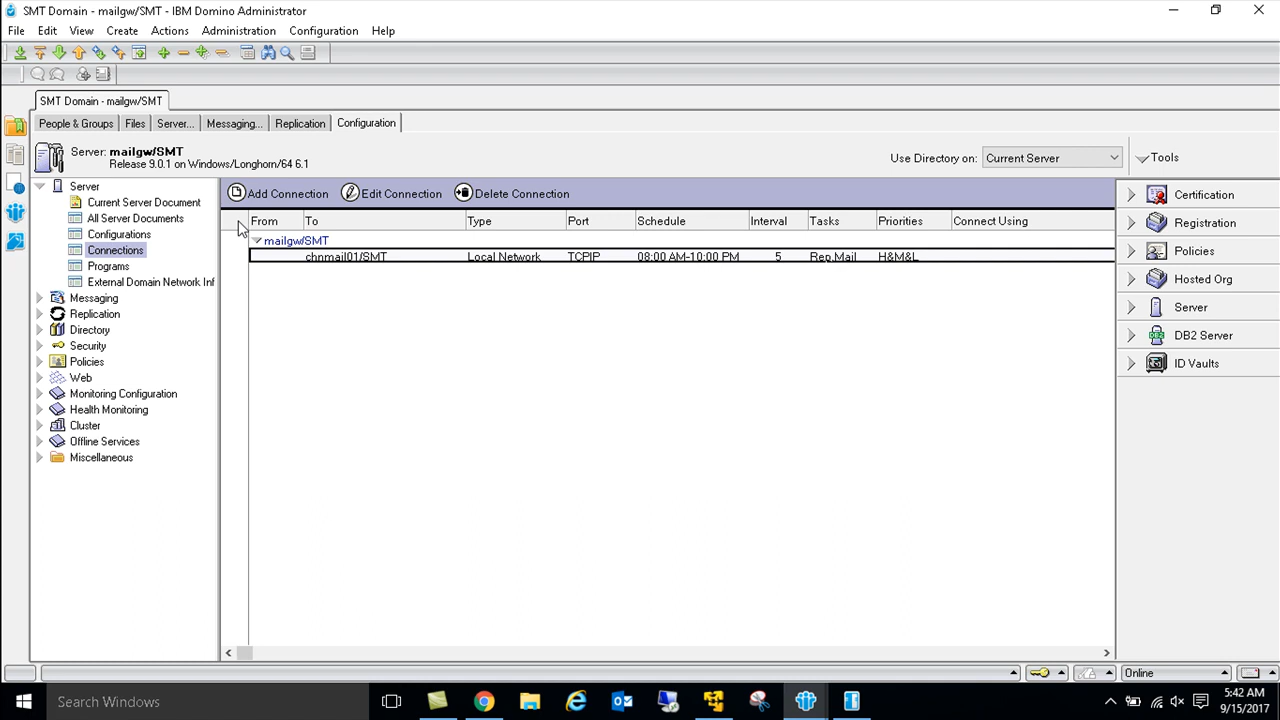 SMT Domain - mailgw/SMT - IBM Domino Administrator
File Edit View Create Actions Administration Configuration Help
SMT Domain - mailgw/SMT
People & Groups Files Server... Messaging... Replication Configuration
Server: mailgw/SMT
Release 9.0.1 on Windows/Longhorn/64 6.1
Use Directory on: Current Server Tools
Server
Current Server Document
All Server Documents
Configurations
Connections
Programs
External Domain Network Inf
Messaging
Replication
Directory
Security
Policies
Web
Monitoring Configuration
Health Monitoring
Cluster
Offline Services
Miscellaneous
Add Connection Edit Connection Delete Connection
From To Type Port Schedule Interval Tasks Priorities Connect Using
mailgw/SMT
chnmail01/SMT Local Network TCPIP 08:00 AM-10:00 PM 5 Rep,Mail H&M&L
Certification
Registration
Policies
Hosted Org
Server
DB2 Server
ID Vaults
Online
Search Windows
5:42 AM
9/15/2017